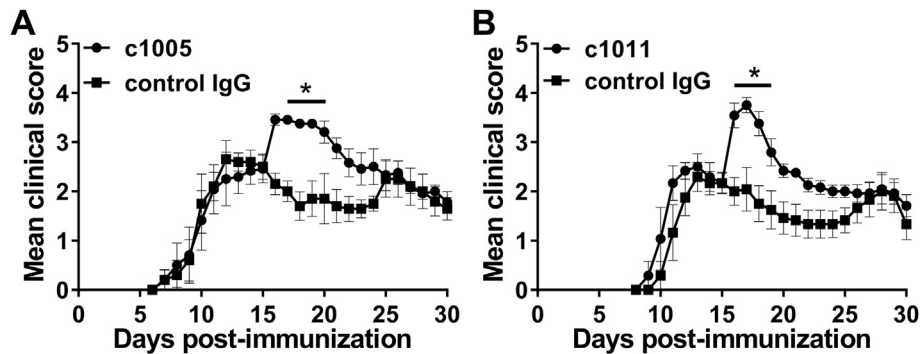 A
c1005
control IgG
*
Mean clinical score
5
4
3
2
1
0
0 5 10 15 20 25 30
Days post-immunization
B
c1011
control IgG
*
Mean clinical score
5
4
3
2
1
0
0 5 10 15 20 25 30
Days post-immunization